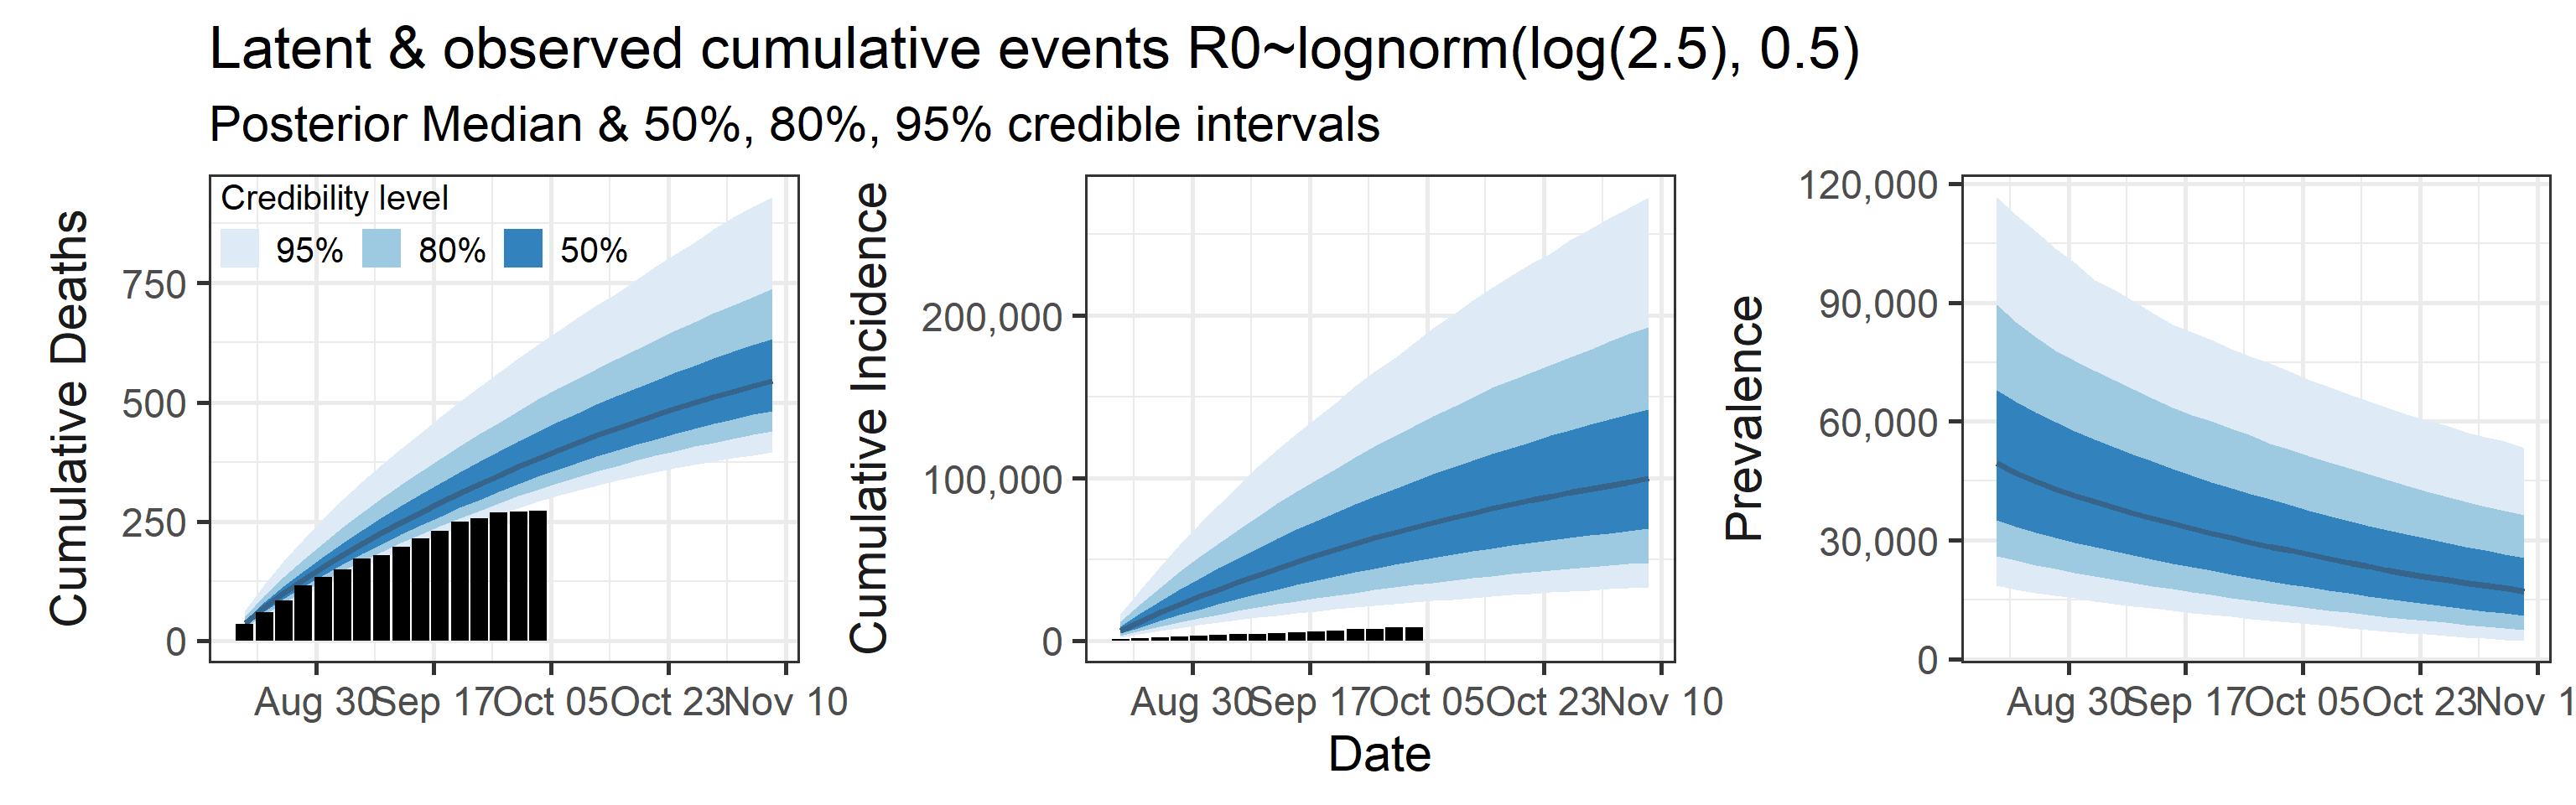 Latent & observed cumulative events R0~lognorm(log(2.5), 0.5)
Posterior Median & 50%, 80%, 95% credible intervals
Cumulative Deaths
Credibility level
95% 80% 50%
750
500
250
0
Aug 30 Sep 17 Oct 05 Oct 23 Nov 10
Cumulative Incidence
200,000
100,000
0
Aug 30 Sep 17 Oct 05 Oct 23 Nov 10
Prevalence
120,000
90,000
60,000
30,000
0
Aug 30 Sep 17 Oct 05 Oct 23 Nov 1
Date